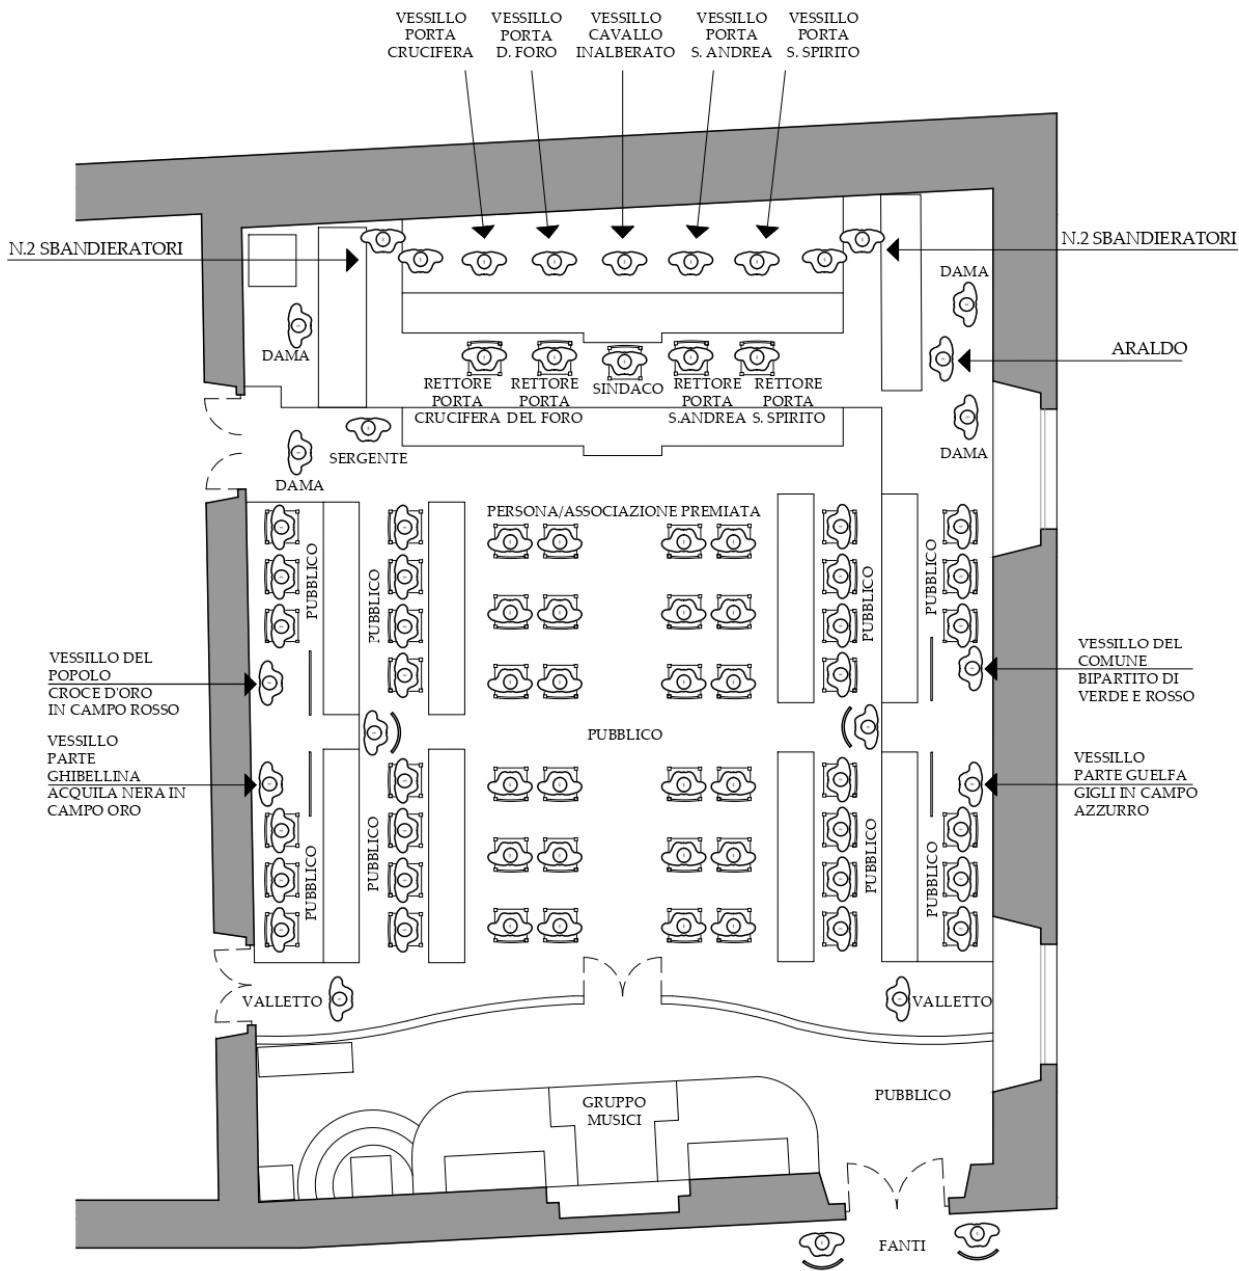 VESSILLO
PORTA
CRUCIFERA
VESSILLO
PORTA
D. FORO
VESSILLO
CAVALLO
INALBERATO
VESSILLO
PORTA
S. ANDREA
VESSILLO
PORTA
S. SPIRITO
N.2 SBANDIERATORI
N.2 SBANDIERATORI
DAMA
DAMA
ARALDO
RETTORE
PORTA
CRUCIFERA
RETTORE
PORTA
DEL FORO
SINDACO
RETTORE
PORTA
S.ANDREA
RETTORE
PORTA
S. SPIRITO
SERGENTE
DAMA
DAMA
PERSONA/ASSOCIAZIONE PREMIATA
PUBBLICO
PUBBLICO
PUBBLICO
PUBBLICO
VESSILLO DEL
POPOLO
CROCE D'ORO
IN CAMPO ROSSO
VESSILLO DEL
COMUNE
BIPARTITO DI
VERDE E ROSSO
PUBBLICO
VESSILLO
PARTE
GHIBELLINA
ACQUILA NERA IN
CAMPO ORO
VESSILLO
PARTE GUELFA
GIGLI IN CAMPO
AZZURRO
PUBBLICO
PUBBLICO
PUBBLICO
PUBBLICO
VALLETTO
VALLETTO
GRUPPO
MUSICI
PUBBLICO
FANTI